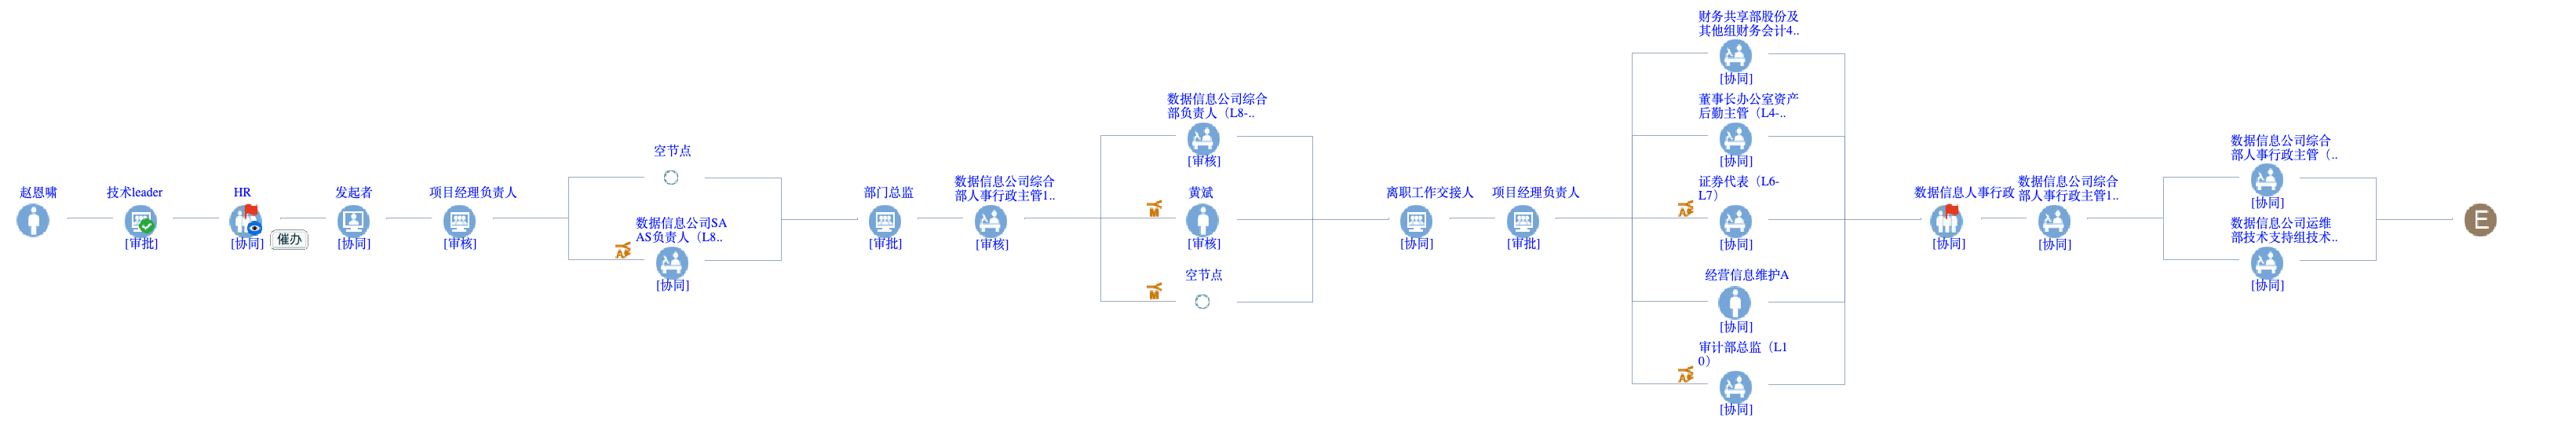 赵恩啸
技术leader
[审批]
HR
[协同]
催办
发起者
[协同]
项目经理负责人
[审核]
空节点
数据信息公司SA
AS负责人（L8..
A
[协同]
部门总监
[审批]
数据信息公司综合
部人事行政主管1..
[审核]
数据信息公司综合
部负责人（L8-..
[审核]
黄斌
M
[审核]
空节点
M
离职工作交接人
[协同]
项目经理负责人
[审批]
财务共享部股份及
其他组财务会计4..
[协同]
董事长办公室资产
后勤主管（L4-..
[协同]
证券代表（L6-
L7）
A
[协同]
经营信息维护A
[协同]
审计部总监（L1
0）
A
[协同]
数据信息人事行政
[协同]
数据信息公司综合
部人事行政主管1..
[协同]
数据信息公司综合
部人事行政主管（..
[协同]
数据信息公司运维
部技术支持组技术..
[协同]
E